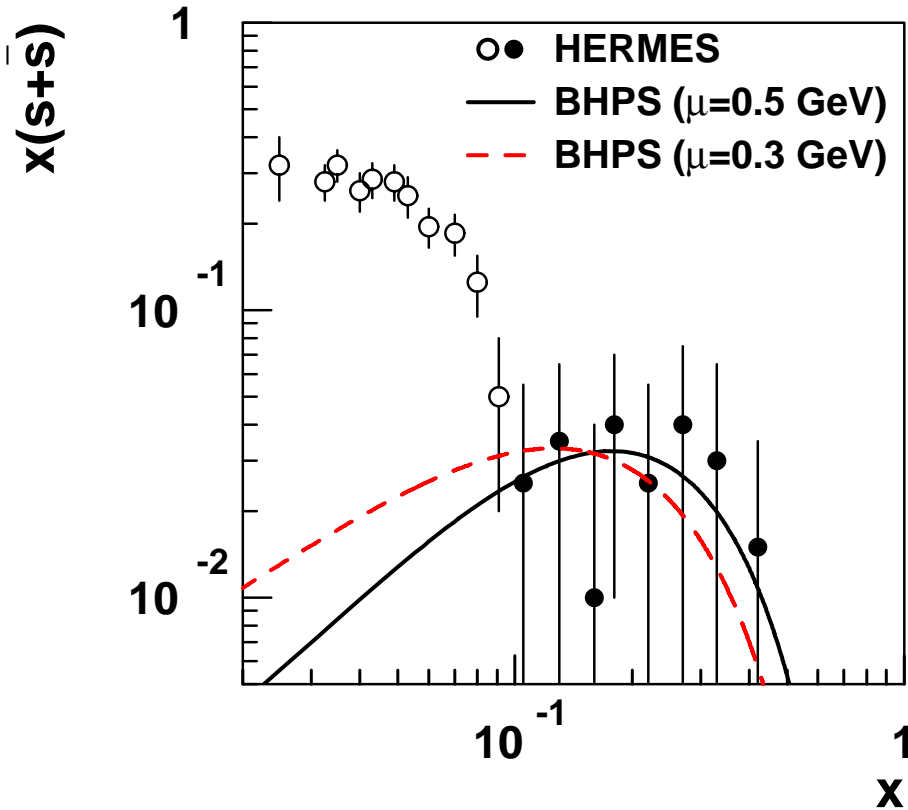 x(s+s̄)
1
10⁻¹
10⁻²
HERMES
BHPS (μ=0.5 GeV)
BHPS (μ=0.3 GeV)
10⁻¹
1
x